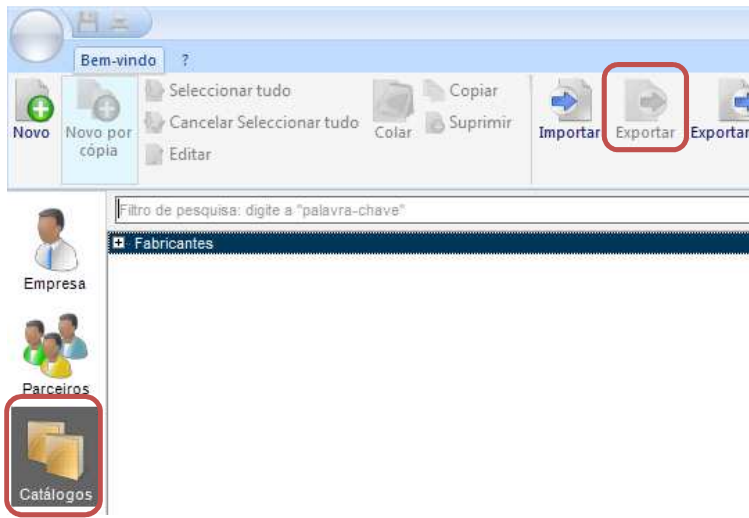 Bem-vindo ?
Novo
Novo por
cópia
Seleccionar tudo
Cancelar Seleccionar tudo
Editar
Colar
Copiar
Suprimir
Importar
Exportar
Exportar
Filtro de pesquisa: digite a "palavra-chave"
Fabricantes
Empresa
Parceiros
Catálogos